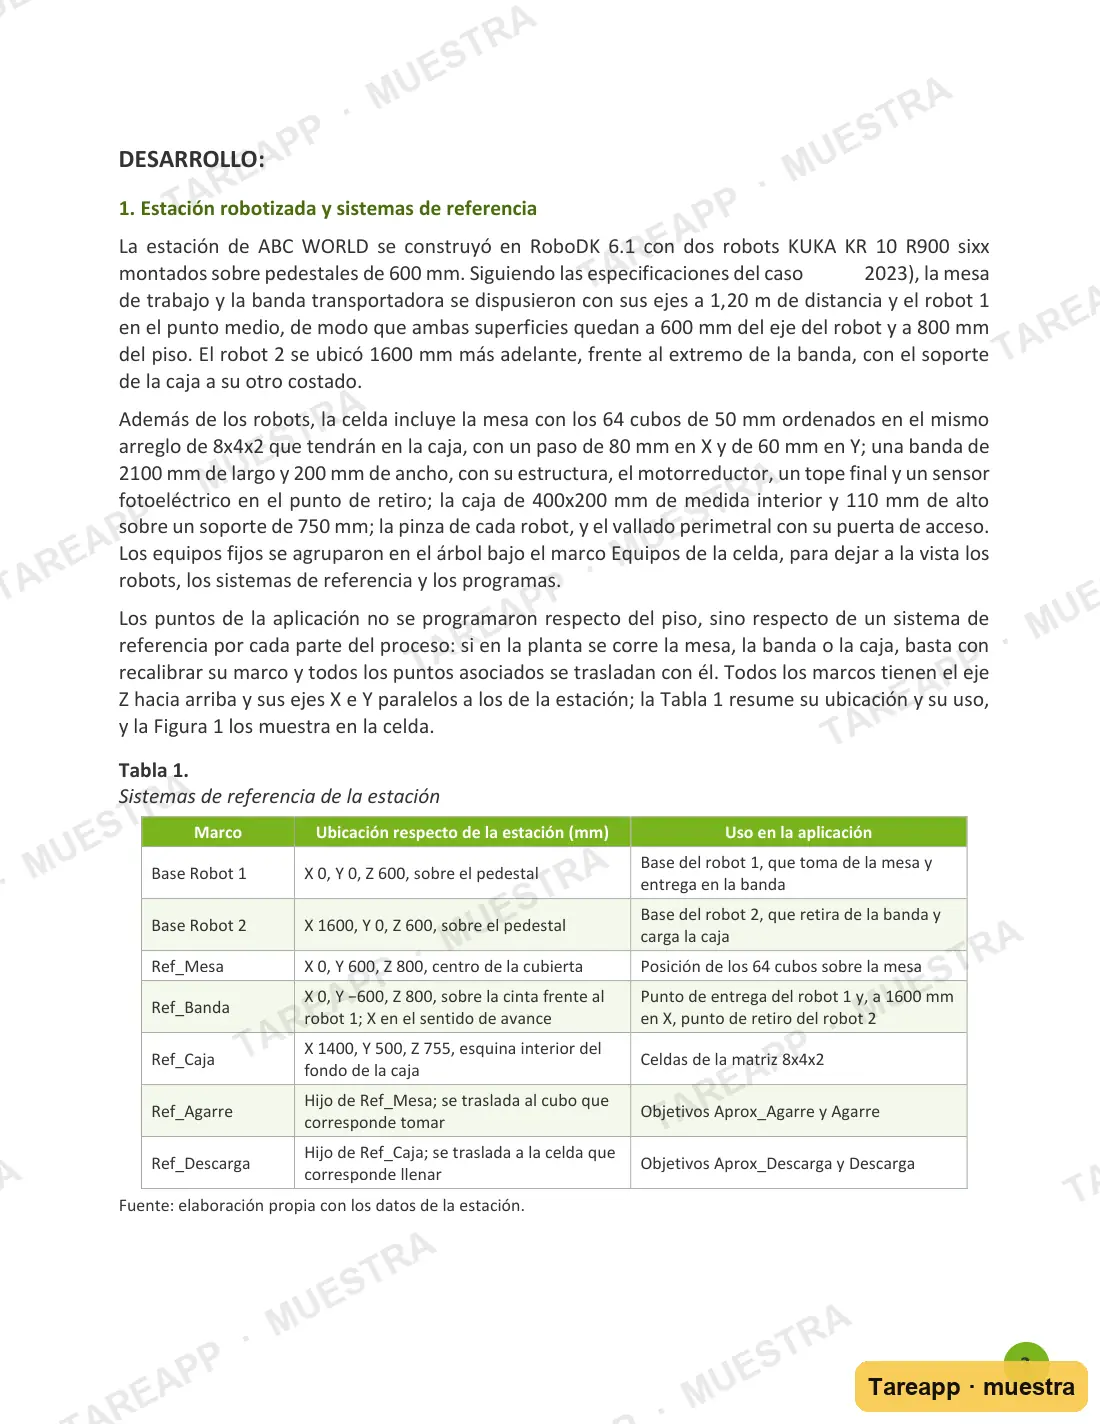 DESARROLLO:
1. Estación robotizada y sistemas de referencia
La estación de ABC WORLD se construyó en RoboDK 6.1 con dos robots KUKA KR 10 R900 sixx
montados sobre pedestales de 600 mm. Siguiendo las especificaciones del caso 2023), la mesa
de trabajo y la banda transportadora se dispusieron con sus ejes a 1,20 m de distancia y el robot 1
en el punto medio, de modo que ambas superficies quedan a 600 mm del eje del robot y a 800 mm
del piso. El robot 2 se ubicó 1600 mm más adelante, frente al extremo de la banda, con el soporte
de la caja a su otro costado.
Además de los robots, la celda incluye la mesa con los 64 cubos de 50 mm ordenados en el mismo
arreglo de 8x4x2 que tendrán en la caja, con un paso de 80 mm en X y de 60 mm en Y; una banda de
2100 mm de largo y 200 mm de ancho, con su estructura, el motorreductor, un tope final y un sensor
fotoeléctrico en el punto de retiro; la caja de 400x200 mm de medida interior y 110 mm de alto
sobre un soporte de 750 mm; la pinza de cada robot, y el vallado perimetral con su puerta de acceso.
Los equipos fijos se agruparon en el árbol bajo el marco Equipos de la celda, para dejar a la vista los
robots, los sistemas de referencia y los programas.
Los puntos de la aplicación no se programaron respecto del piso, sino respecto de un sistema de
referencia por cada parte del proceso: si en la planta se corre la mesa, la banda o la caja, basta con
recalibrar su marco y todos los puntos asociados se trasladan con él. Todos los marcos tienen el eje
Z hacia arriba y sus ejes X e Y paralelos a los de la estación; la Tabla 1 resume su ubicación y su uso,
y la Figura 1 los muestra en la celda.
Tabla 1.
Sistemas de referencia de la estación
Marco Ubicación respecto de la estación (mm) Uso en la aplicación
Base Robot 1 X 0, Y 0, Z 600, sobre el pedestal Base del robot 1, que toma de la mesa y
entrega en la banda
Base Robot 2 X 1600, Y 0, Z 600, sobre el pedestal Base del robot 2, que retira de la banda y
carga la caja
Ref_Mesa X 0, Y 600, Z 800, centro de la cubierta Posición de los 64 cubos sobre la mesa
Ref_Banda X 0, Y −600, Z 800, sobre la cinta frente al
robot 1; X en el sentido de avance Punto de entrega del robot 1 y, a 1600 mm
en X, punto de retiro del robot 2
Ref_Caja X 1400, Y 500, Z 755, esquina interior del
fondo de la caja Celdas de la matriz 8x4x2
Ref_Agarre Hijo de Ref_Mesa; se traslada al cubo que
corresponde tomar Objetivos Aprox_Agarre y Agarre
Ref_Descarga Hijo de Ref_Caja; se traslada a la celda que
corresponde llenar Objetivos Aprox_Descarga y Descarga
Fuente: elaboración propia con los datos de la estación.
TAREAPP · MUESTRA
Tareapp · muestra